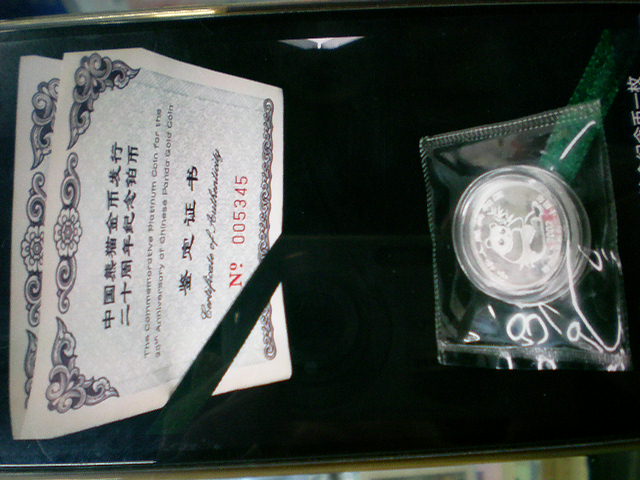 中国熊猫金币发行
二十周年纪念铂币
The Commemorative Platinum Coin for the
20th Anniversary of Chinese Panda Gold Coin
鉴定证书
Certificate of Authenticity
Nº 005345